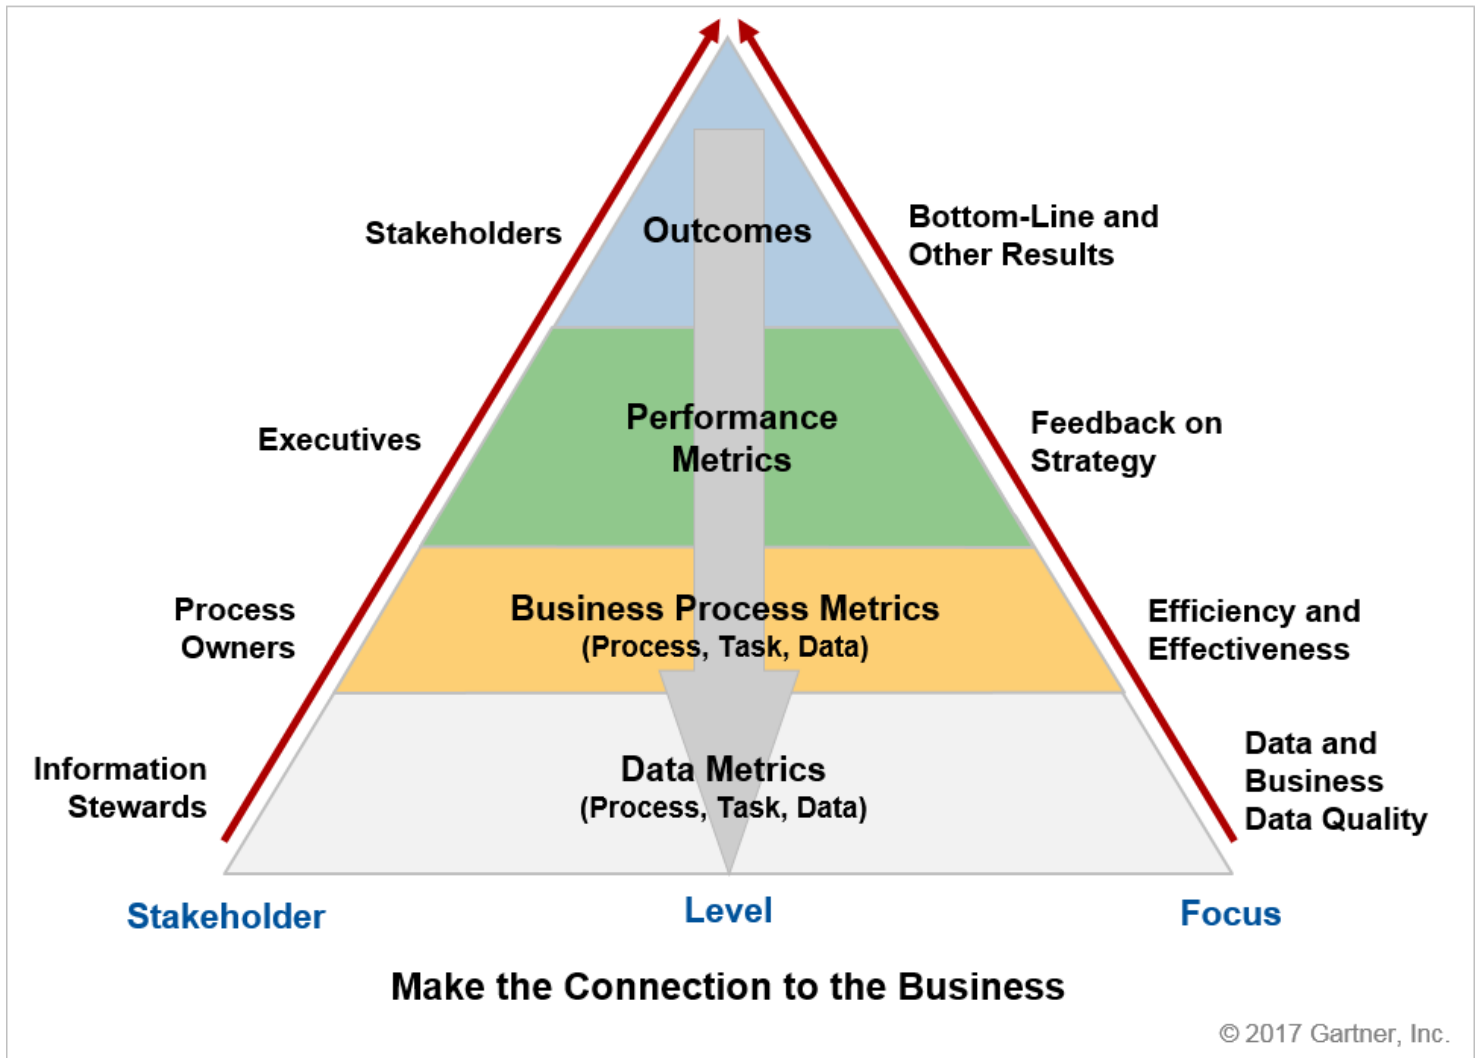 Stakeholders
Outcomes
Bottom-Line and
Other Results
Executives
Performance
Metrics
Feedback on
Strategy
Process
Owners
Business Process Metrics
(Process, Task, Data)
Efficiency and
Effectiveness
Information
Stewards
Data Metrics
(Process, Task, Data)
Data and
Business
Data Quality
Stakeholder
Level
Focus
Make the Connection to the Business
© 2017 Gartner, Inc.